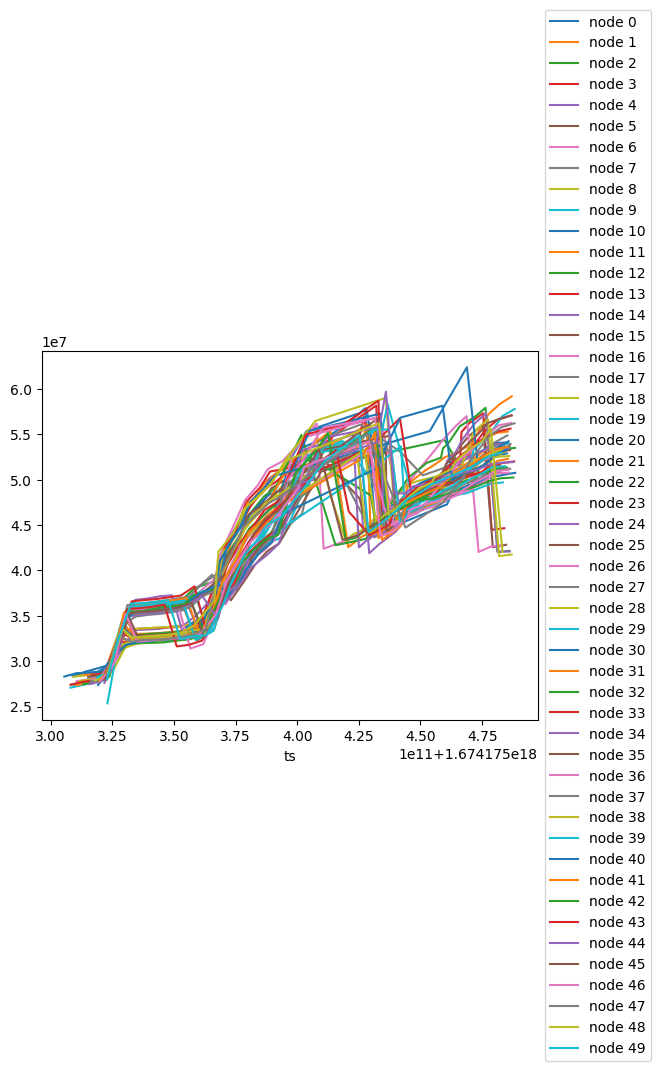 node 0
node 1
node 2
node 3
node 4
node 5
node 6
node 7
node 8
node 9
node 10
node 11
node 12
node 13
node 14
node 15
node 16
node 17
node 18
node 19
node 20
node 21
node 22
node 23
node 24
node 25
node 26
node 27
node 28
node 29
node 30
node 31
node 32
node 33
node 34
node 35
node 36
node 37
node 38
node 39
node 40
node 41
node 42
node 43
node 44
node 45
node 46
node 47
node 48
node 49
1e7
6.0
5.5
5.0
4.5
4.0
3.5
3.0
2.5
3.00 3.25 3.50 3.75 4.00 4.25 4.50 4.75
ts
1e11+1.674175e18